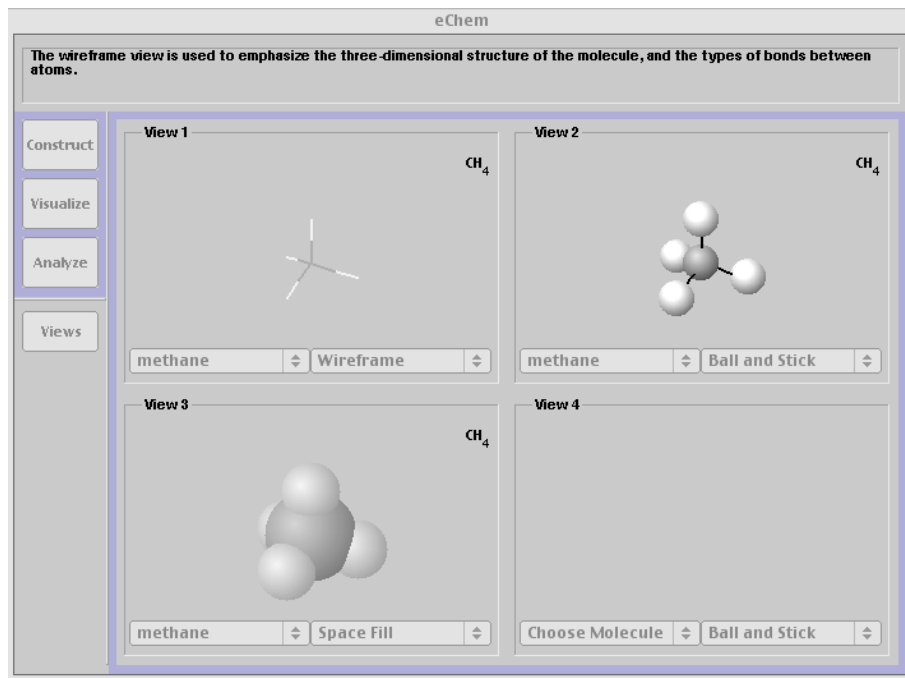 eChem
The wireframe view is used to emphasize the three-dimensional structure of the molecule, and the types of bonds between
atoms.
Construct
Visualize
Analyze
Views
View 1
CH4
methane Wireframe
View 2
CH4
methane Ball and Stick
View 3
CH4
methane Space Fill
View 4
Choose Molecule Ball and Stick